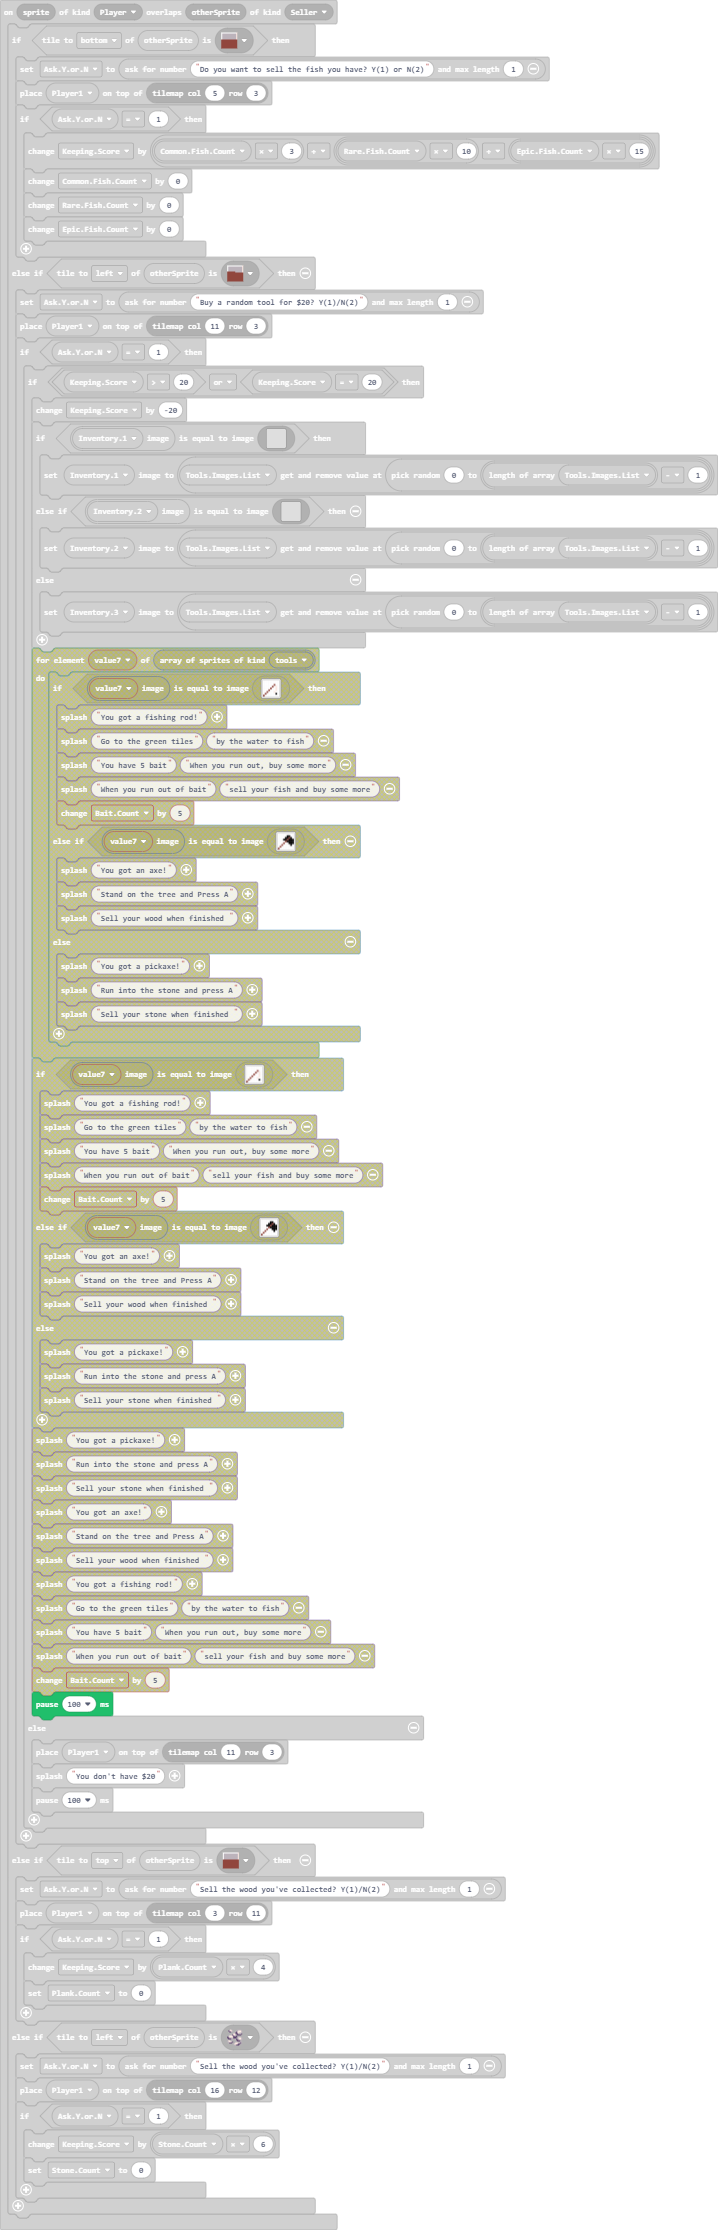 on sprite of kind Player overlaps otherSprite of kind Seller
if tile to bottom of otherSprite is then
set Ask.Y.or.N to ask for number "Do you want to sell the fish you have? Y(1) or N(2)" and max length 1
place Player1 on top of tilemap col 5 row 3
if Ask.Y.or.N = 1 then
change Keeping.Score by Common.Fish.Count × 3 + Rare.Fish.Count × 10 + Epic.Fish.Count × 15
change Common.Fish.Count by 0
change Rare.Fish.Count by 0
change Epic.Fish.Count by 0
else if tile to left of otherSprite is then
set Ask.Y.or.N to ask for number "Buy a random tool for $20? Y(1)/N(2)" and max length 1
place Player1 on top of tilemap col 11 row 3
if Ask.Y.or.N = 1 then
if Keeping.Score > 20 or Keeping.Score = 20 then
change Keeping.Score by -20
if Inventory.1 image is equal to image then
set Inventory.1 image to Tools.Images.List get and remove value at pick random 0 to length of array Tools.Images.List - 1
else if Inventory.2 image is equal to image then
set Inventory.2 image to Tools.Images.List get and remove value at pick random 0 to length of array Tools.Images.List - 1
else
set Inventory.3 image to Tools.Images.List get and remove value at pick random 0 to length of array Tools.Images.List - 1
for element value7 of array of sprites of kind tools
do
if value7 image is equal to image then
splash "You got a fishing rod!"
splash "Go to the green tiles" "by the water to fish"
splash "You have 5 bait" "When you run out, buy some more"
splash "When you run out of bait" "sell your fish and buy some more"
change Bait.Count by 5
else if value7 image is equal to image then
splash "You got an axe!"
splash "Stand on the tree and Press A"
splash "Sell your wood when finished "
else
splash "You got a pickaxe!"
splash "Run into the stone and press A"
splash "Sell your stone when finished "
if value7 image is equal to image then
splash "You got a fishing rod!"
splash "Go to the green tiles" "by the water to fish"
splash "You have 5 bait" "When you run out, buy some more"
splash "When you run out of bait" "sell your fish and buy some more"
change Bait.Count by 5
else if value7 image is equal to image then
splash "You got an axe!"
splash "Stand on the tree and Press A"
splash "Sell your wood when finished "
else
splash "You got a pickaxe!"
splash "Run into the stone and press A"
splash "Sell your stone when finished "
splash "You got a pickaxe!"
splash "Run into the stone and press A"
splash "Sell your stone when finished "
splash "You got an axe!"
splash "Stand on the tree and Press A"
splash "Sell your wood when finished "
splash "You got a fishing rod!"
splash "Go to the green tiles" "by the water to fish"
splash "You have 5 bait" "When you run out, buy some more"
splash "When you run out of bait" "sell your fish and buy some more"
change Bait.Count by 5
pause 100 ms
else
place Player1 on top of tilemap col 11 row 3
splash "You don't have $20"
pause 100 ms
else if tile to top of otherSprite is then
set Ask.Y.or.N to ask for number "Sell the wood you've collected? Y(1)/N(2)" and max length 1
place Player1 on top of tilemap col 3 row 11
if Ask.Y.or.N = 1 then
change Keeping.Score by Plank.Count × 4
set Plank.Count to 0
else if tile to left of otherSprite is then
set Ask.Y.or.N to ask for number "Sell the wood you've collected? Y(1)/N(2)" and max length 1
place Player1 on top of tilemap col 16 row 12
if Ask.Y.or.N = 1 then
change Keeping.Score by Stone.Count × 6
set Stone.Count to 0